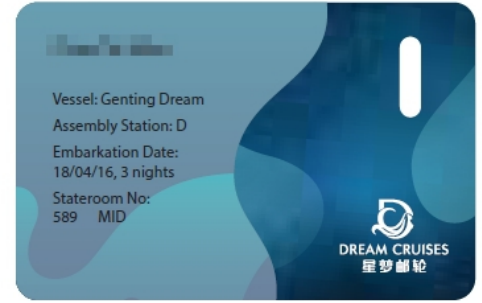 Vessel: Genting Dream
Assembly Station: D
Embarkation Date:
18/04/16, 3 nights
Stateroom No:
589 MID
DREAM CRUISES
星梦邮轮